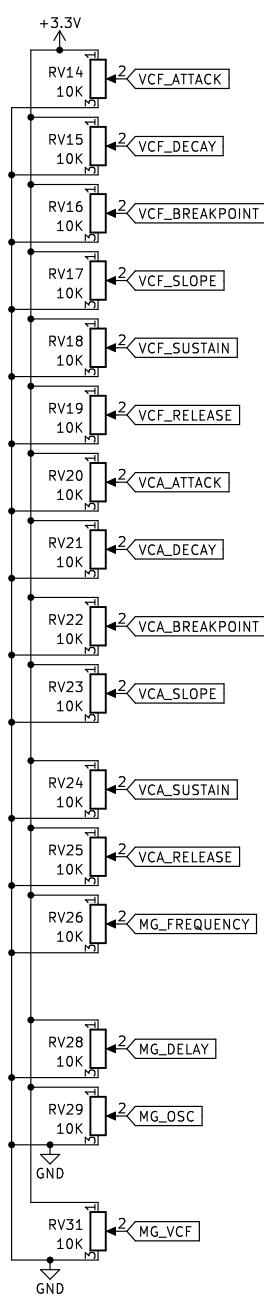 +3.3V
RV14
10K
1
2
3
VCF_ATTACK
RV15
10K
1
2
3
VCF_DECAY
RV16
10K
1
2
3
VCF_BREAKPOINT
RV17
10K
1
2
3
VCF_SLOPE
RV18
10K
1
2
3
VCF_SUSTAIN
RV19
10K
1
2
3
VCF_RELEASE
RV20
10K
1
2
3
VCA_ATTACK
RV21
10K
1
2
3
VCA_DECAY
RV22
10K
1
2
3
VCA_BREAKPOINT
RV23
10K
1
2
3
VCA_SLOPE
RV24
10K
1
2
3
VCA_SUSTAIN
RV25
10K
1
2
3
VCA_RELEASE
RV26
10K
1
2
3
MG_FREQUENCY
RV28
10K
1
2
3
MG_DELAY
RV29
10K
1
2
3
MG_OSC
GND
RV31
10K
1
2
3
MG_VCF
GND